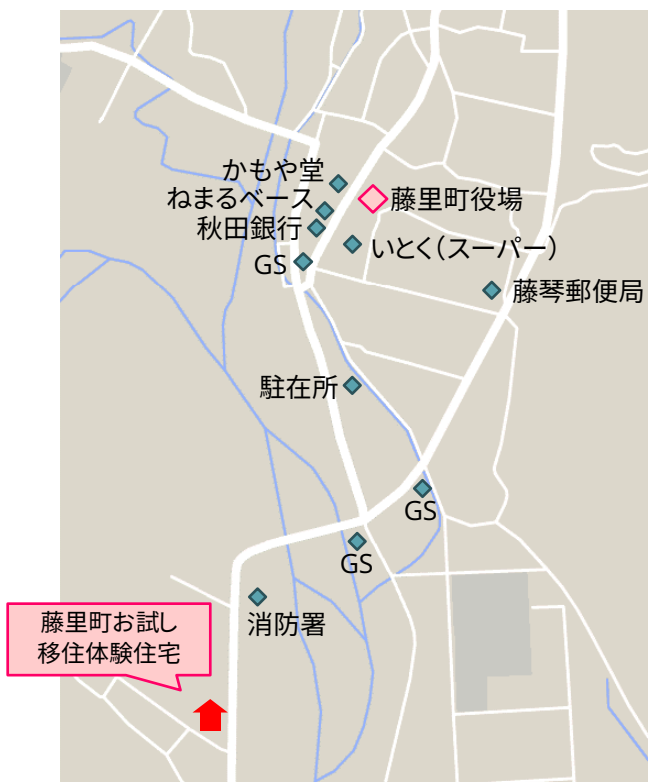 かもや堂
ねまるベース
藤里町役場
秋田銀行
いとく(スーパー)
GS
藤琴郵便局
駐在所
GS
GS
消防署
藤里町お試し
移住体験住宅